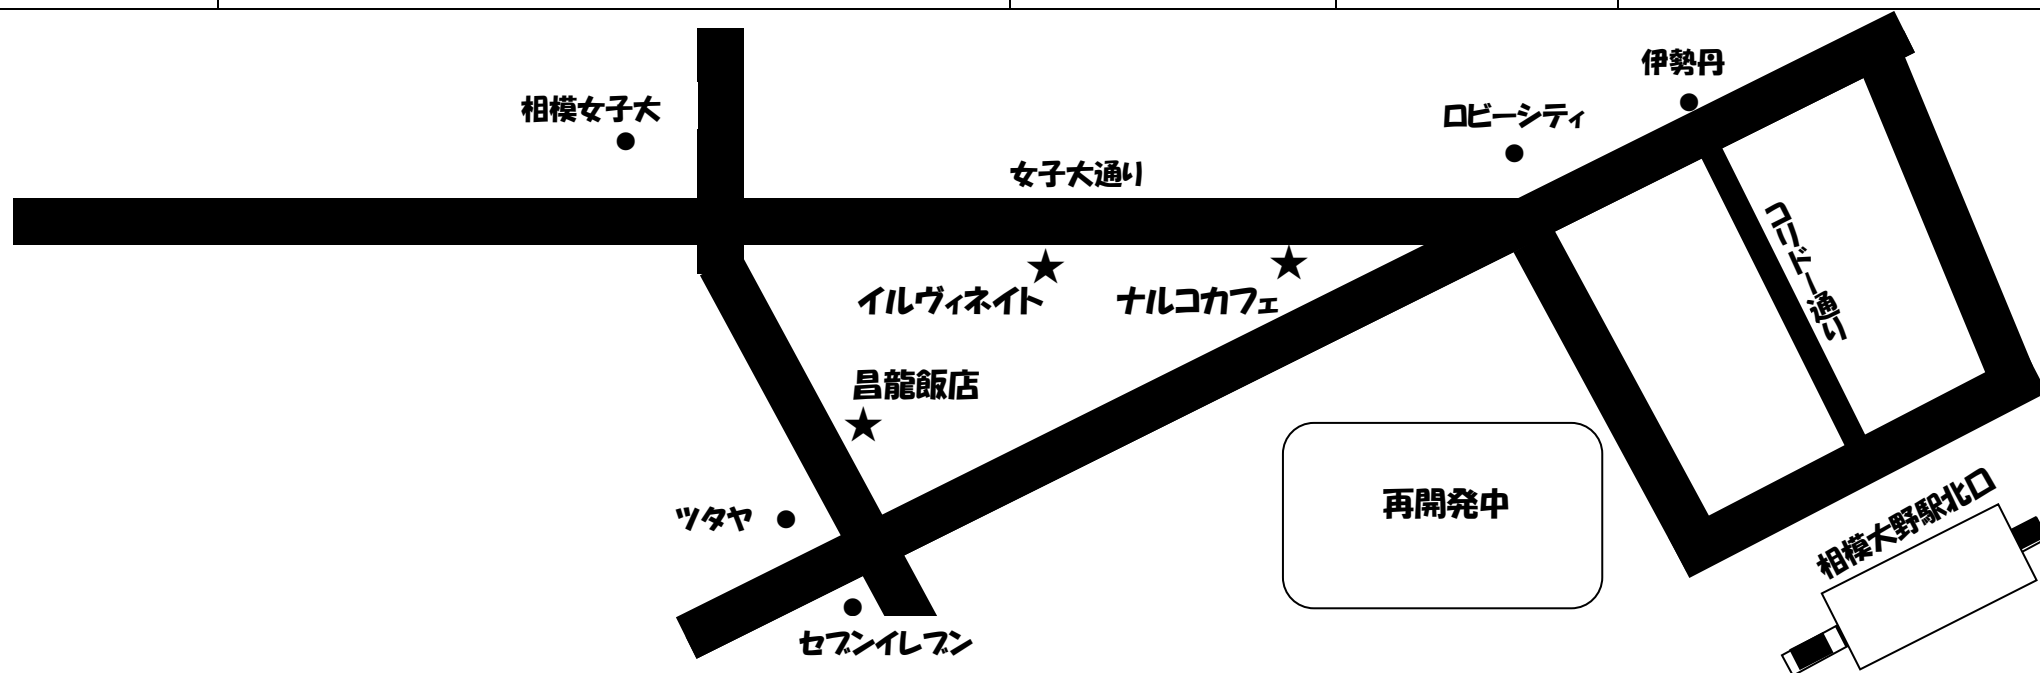 伊勢丹
相模女子大
ロビーシティ
女子大通り
コリドー通り
イルヴィネイト
ナルコカフェ
昌龍飯店
再開発中
ツタヤ
相模大野駅北口
セブンイレブン